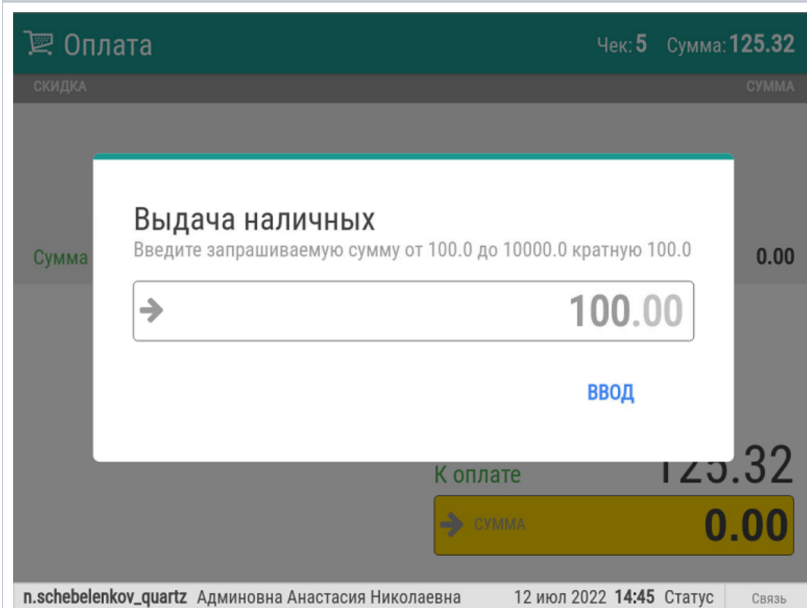 Оплата Чек: 5 Сумма: 125.32
СКИДКА СУММА
Выдача наличных
Введите запрашиваемую сумму от 100.0 до 10000.0 кратную 100.0
Сумма 0.00
100.00
ВВОД
К оплате 125.32
СУММА 0.00
n.schebelenkov_quartz Админовна Анастасия Николаевна 12 июл 2022 14:45 Статус Связь